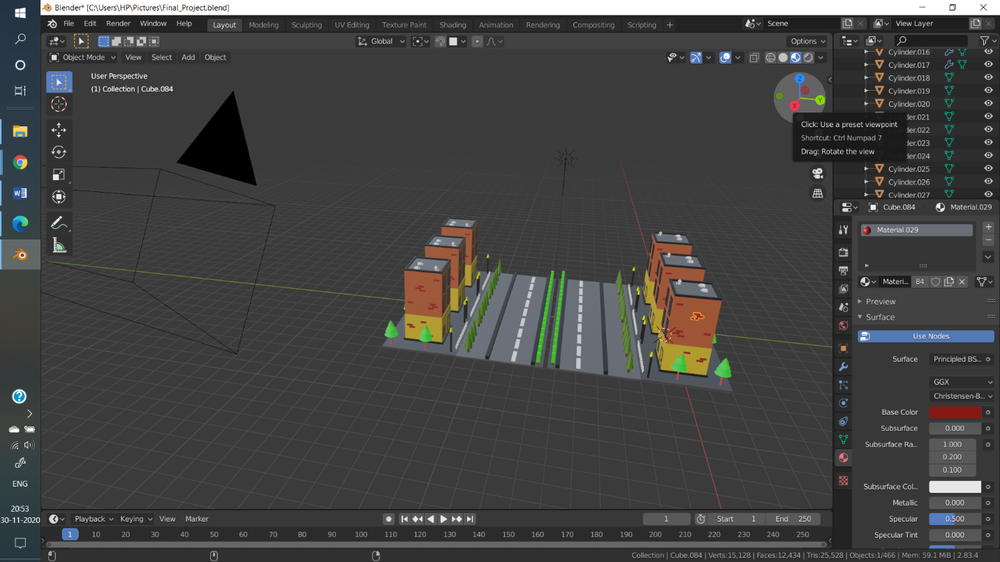 Blender* [C:\Users\HP\Pictures\Final_Project.blend]
File Edit Render Window Help
Layout Modeling Sculpting UV Editing Texture Paint Shading Animation Rendering Compositing Scripting +
Scene
View Layer
Global
Options
Object Mode View Select Add Object
User Perspective
(1) Collection | Cube.084
Z
Y
X
Click: Use a preset viewpoint
Shortcut: Ctrl Numpad 7
Drag: Rotate the view
Cylinder.016
Cylinder.017
Cylinder.018
Cylinder.019
Cylinder.020
.021
.022
.023
.024
Cylinder.025
Cylinder.026
Cylinder.027
Cube.084 Material.029
Material.029
Materi... 84
Preview
Surface
Use Nodes
Surface Principled BS...
GGX
Christensen-B...
Base Color
Subsurface 0.000
Subsurface Ra... 1.000
0.200
0.100
Subsurface Col...
Metallic 0.000
Specular 0.500
Specular Tint 0.000
Playback Keying View Marker
1 Start 1 End 250
1 10 20 30 40 50 60 70 80 90 100 110 120 130 140 150 160 170 180 190 200 210 220 230 240 250
Collection | Cube.084 | Verts:15,128 | Faces:12,434 | Tris:25,528 | Objects:1/466 | Mem: 59.1 MiB | 2.83.4
ENG
20:53
30-11-2020